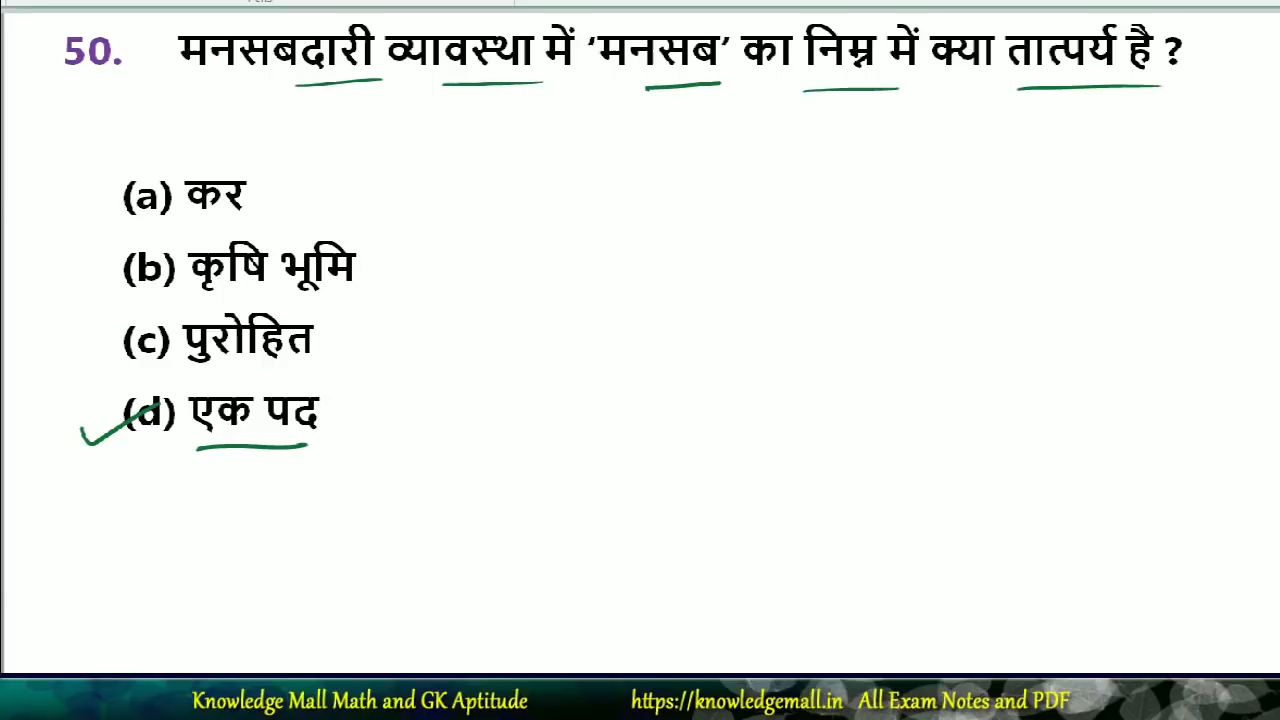 50. मनसबदारी व्यावस्था में ‘मनसब’ का निम्न में क्या तात्पर्य है ?
(a) कर
(b) कृषि भूमि
(c) पुरोहित
(d) एक पद
Knowledge Mall Math and GK Aptitude https://knowledgemall.in All Exam Notes and PDF